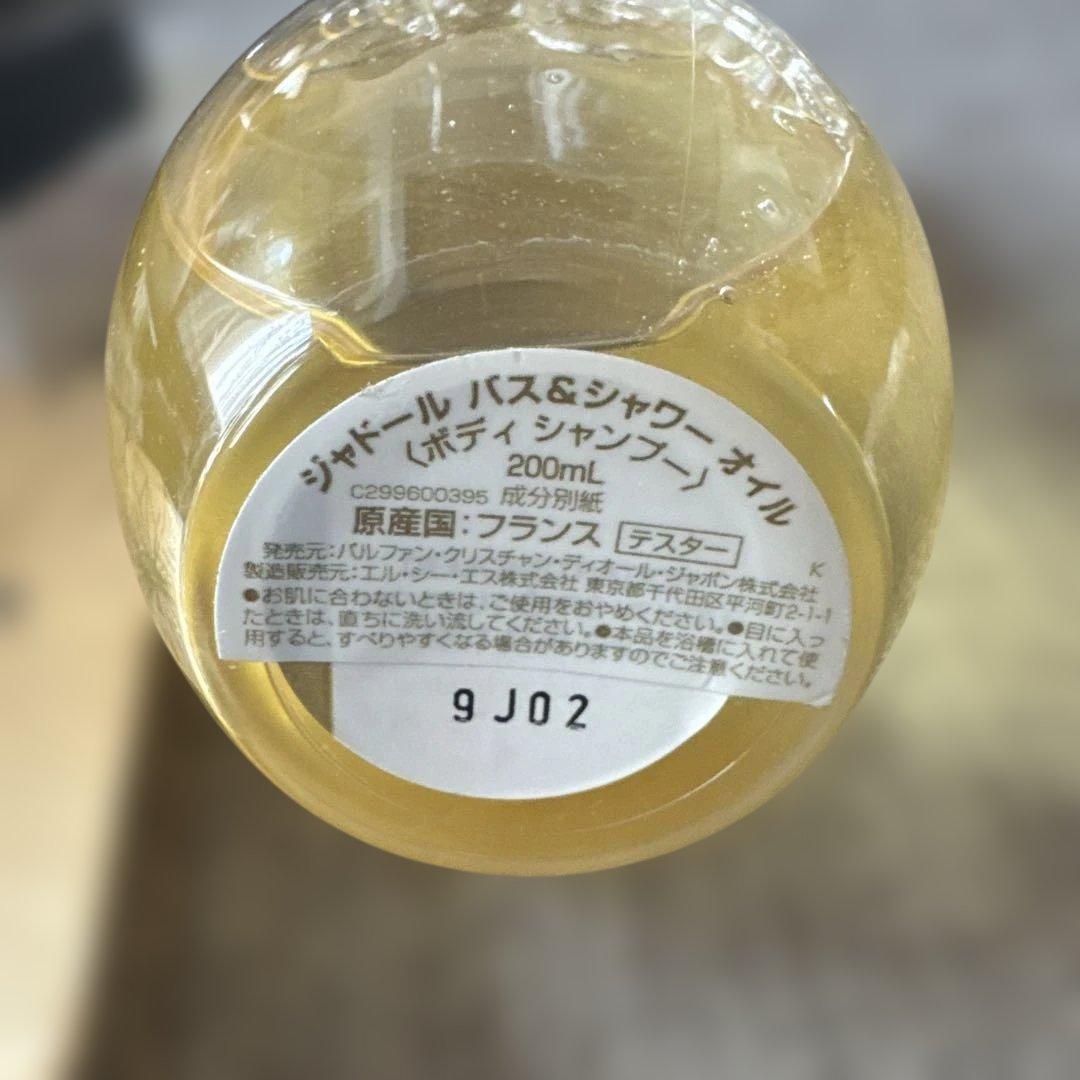 ジャドール バス&シャワー オイル
〈ボディ シャンプー〉
200mL
C299600395 成分別紙
原産国:フランス テスター
K
発売元:パルファン・クリスチャン・ディオール・ジャポン株式会社
製造販売元:エル・シー・エス株式会社 東京都千代田区平河町2-1-1
●お肌に合わないときは、ご使用をおやめください。●目に入っ
たときは、直ちに洗い流してください。●本品を浴槽に入れて使
用すると、すべりやすくなる場合がありますのでご注意ください。
9J02